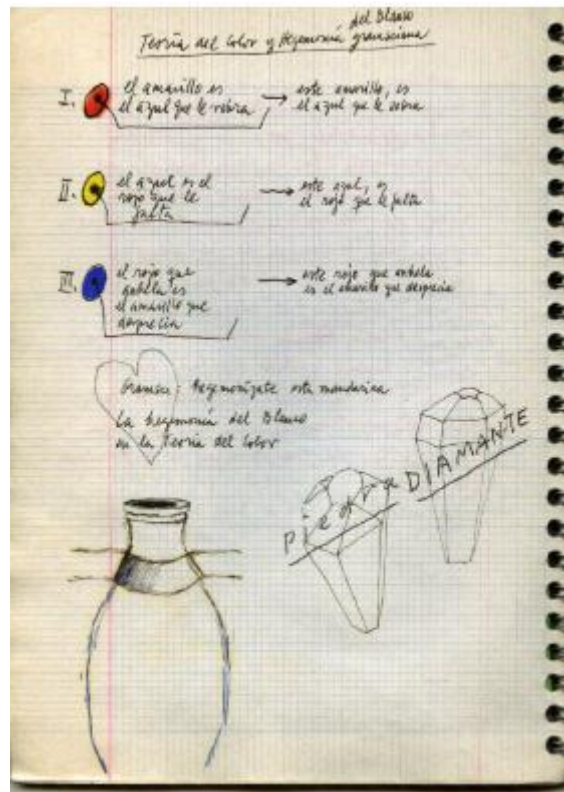 del Blanco
Teoría del Color y Hegemonía gramsciana
I. el amarillo es
el azul que le sobra
→ este amarillo, es
el azul que le sobra
II. el azul es el
rojo que le
falta
→ este azul, es
el rojo que le falta
III. el rojo que
anhela es
el amarillo que
desprecia
→ este rojo que anhela
es el amarillo que desprecia
Gramsci: Hegemonízate esta mandarina
La hegemonía del Blanco
en la Teoría del Color
Piedra DIAMANTE